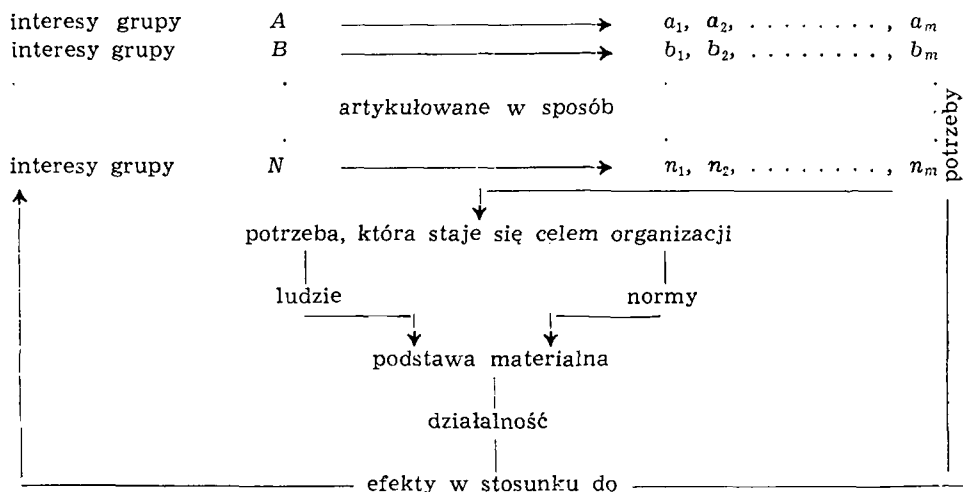 interesy grupy A a₁, a₂, . . . . . . . . ., aₘ
interesy grupy B b₁, b₂, . . . . . . . . ., bₘ
artykułowane w sposób
potrzeby
interesy grupy N n₁, n₂, . . . . . . . . ., nₘ
potrzeba, która staje się celem organizacji
ludzie normy
podstawa materialna
działalność
efekty w stosunku do